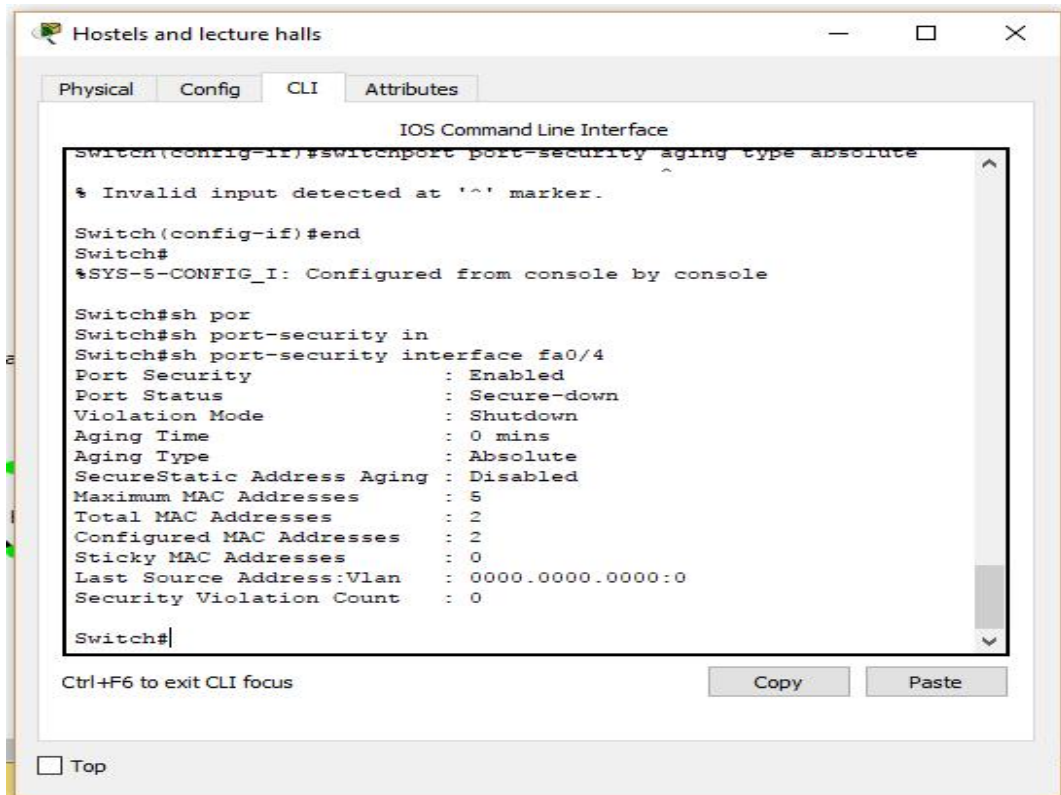 Hostels and lecture halls
Physical Config CLI Attributes
IOS Command Line Interface
Switch(config-if)#switchport port-security aging type absolute
^
% Invalid input detected at '^' marker.
Switch(config-if)#end
Switch#
%SYS-5-CONFIG_I: Configured from console by console
Switch#sh por
Switch#sh port-security in
Switch#sh port-security interface fa0/4
Port Security : Enabled
Port Status : Secure-down
Violation Mode : Shutdown
Aging Time : 0 mins
Aging Type : Absolute
SecureStatic Address Aging : Disabled
Maximum MAC Addresses : 5
Total MAC Addresses : 2
Configured MAC Addresses : 2
Sticky MAC Addresses : 0
Last Source Address:Vlan : 0000.0000.0000:0
Security Violation Count : 0
Switch#
Ctrl+F6 to exit CLI focus
Copy Paste
Top